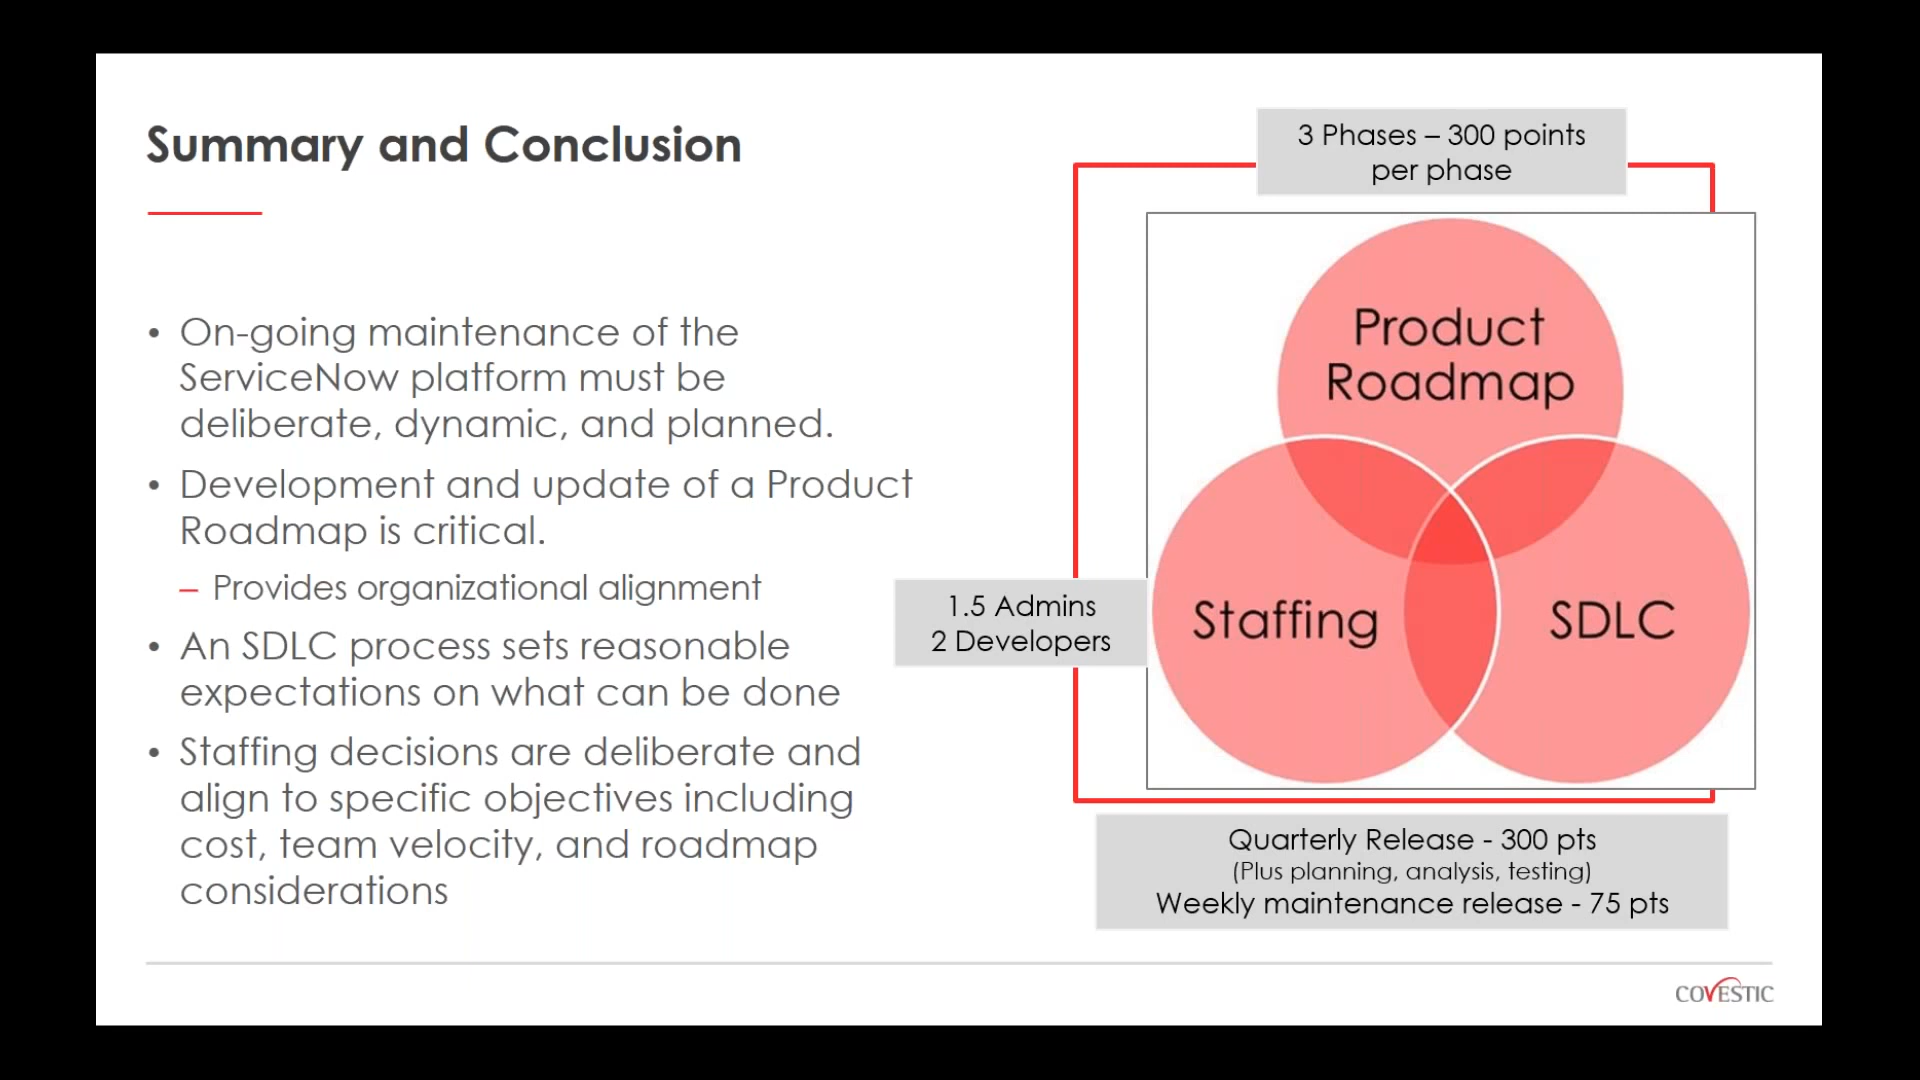 Summary and Conclusion
• On-going maintenance of the
ServiceNow platform must be
deliberate, dynamic, and planned.
• Development and update of a Product
Roadmap is critical.
– Provides organizational alignment
• An SDLC process sets reasonable
expectations on what can be done
• Staffing decisions are deliberate and
align to specific objectives including
cost, team velocity, and roadmap
considerations
3 Phases – 300 points
per phase
Product
Roadmap
1.5 Admins
2 Developers
Staffing
SDLC
Quarterly Release - 300 pts
(Plus planning, analysis, testing)
Weekly maintenance release - 75 pts
COVESTIC